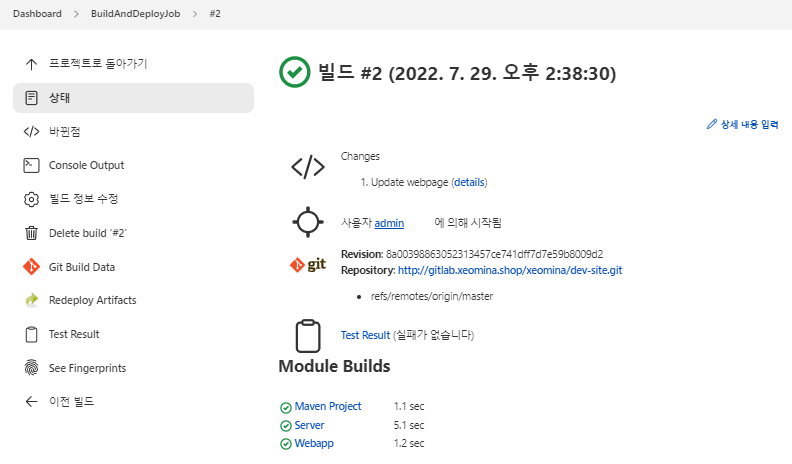 Dashboard > BuildAndDeployJob > #2
프로젝트로 돌아가기
상태
바뀐점
Console Output
빌드 정보 수정
Delete build '#2'
Git Build Data
Redeploy Artifacts
Test Result
See Fingerprints
이전 빌드
빌드 #2 (2022. 7. 29. 오후 2:38:30)
상세 내용 입력
Changes
1. Update webpage (details)
사용자 admin 에 의해 시작됨
git
Revision: 8a00398863052313457ce741dff7d7e59b8009d2
Repository: http://gitlab.xeomina.shop/xeomina/dev-site.git
• refs/remotes/origin/master
Test Result (실패가 없습니다)
Module Builds
Maven Project 1.1 sec
Server 5.1 sec
Webapp 1.2 sec